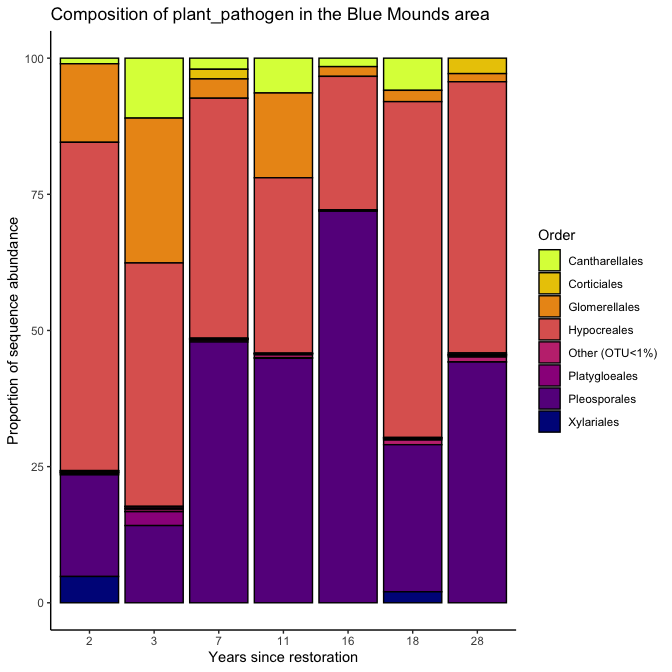 Composition of plant_pathogen in the Blue Mounds area
Proportion of sequence abundance
100
75
50
25
0
2 3 7 11 16 18 28
Years since restoration
Order
Cantharellales
Corticiales
Glomerellales
Hypocreales
Other (OTU<1%)
Platygloeales
Pleosporales
Xylariales